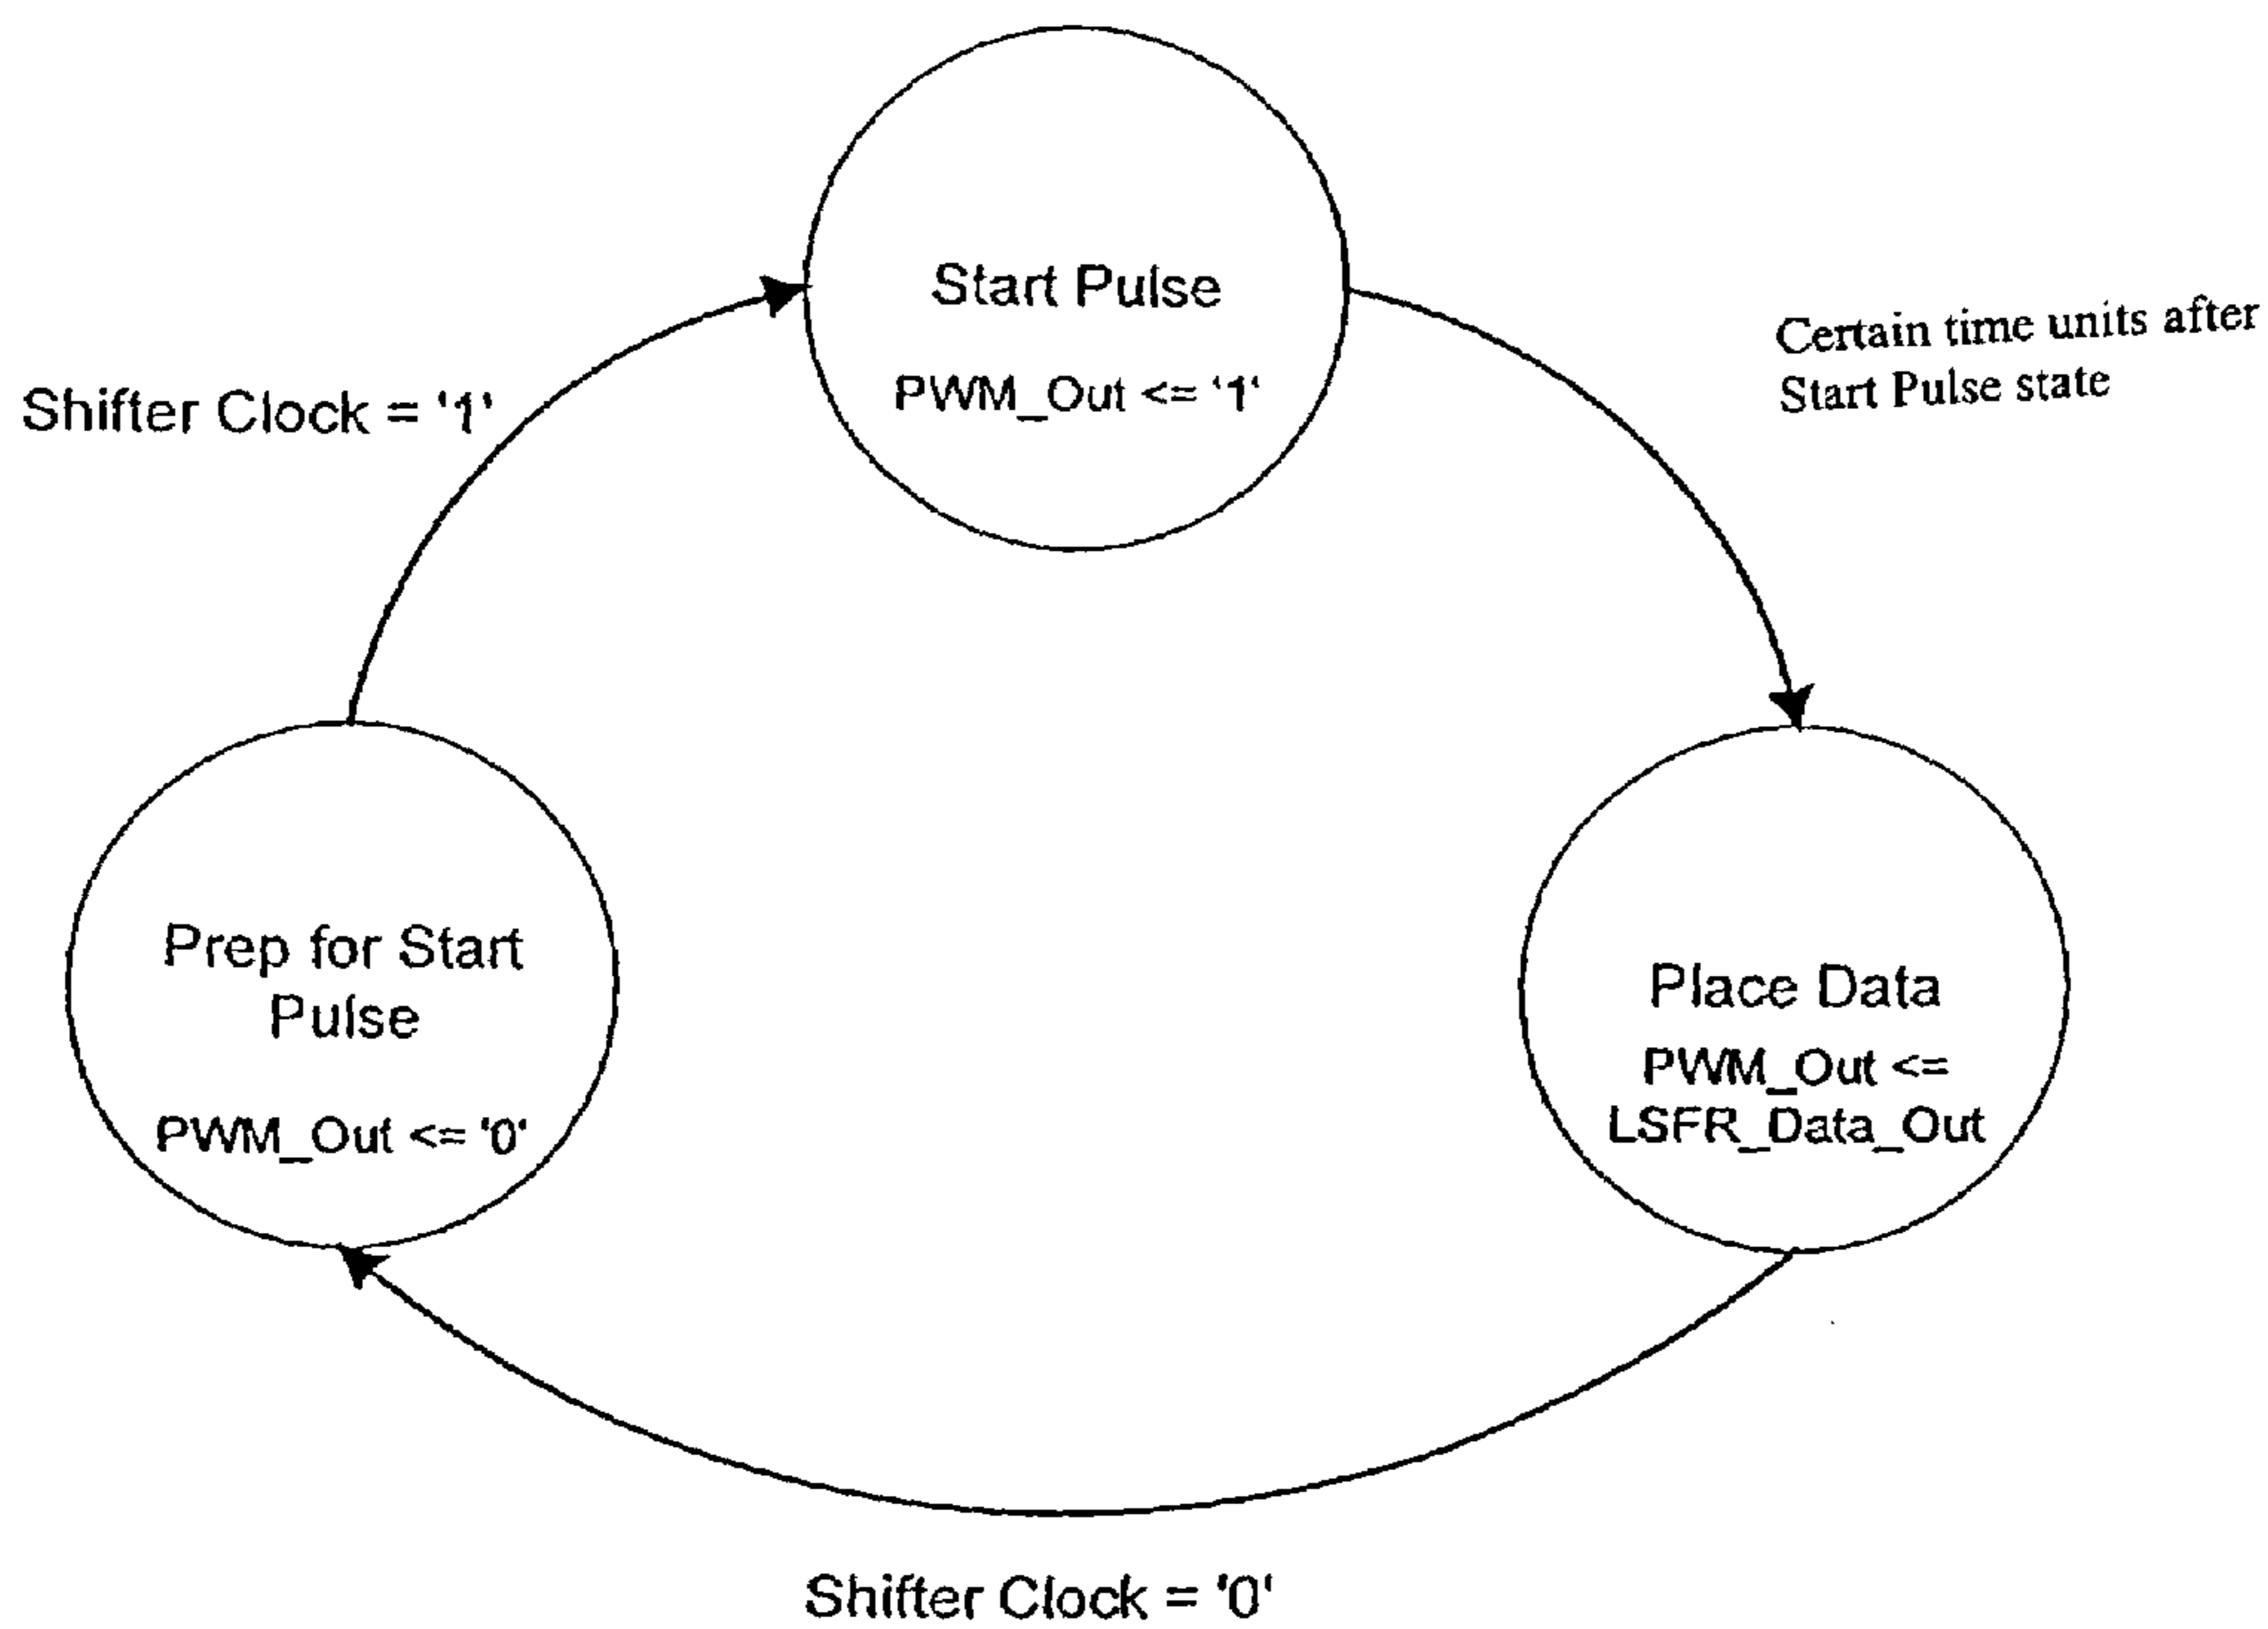 Start Pulse
PWM_Out <= '1'
Certain time units after
Start Pulse state
Shifter Clock = '1'
Prep for Start
Pulse
PWM_Out <= '0'
Place Data
PWM_Out <=
LSFR_Data_Out
Shifter Clock = '0'